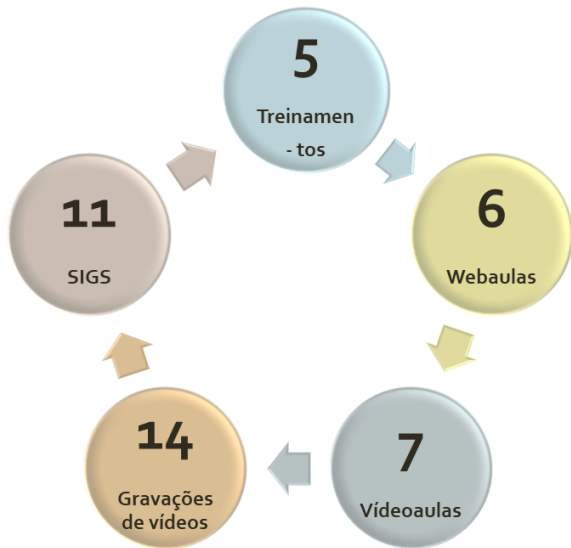 5
Treinamen
- tos
6
Webaulas
7
Vídeoaulas
14
Gravações
de vídeos
11
SIGS